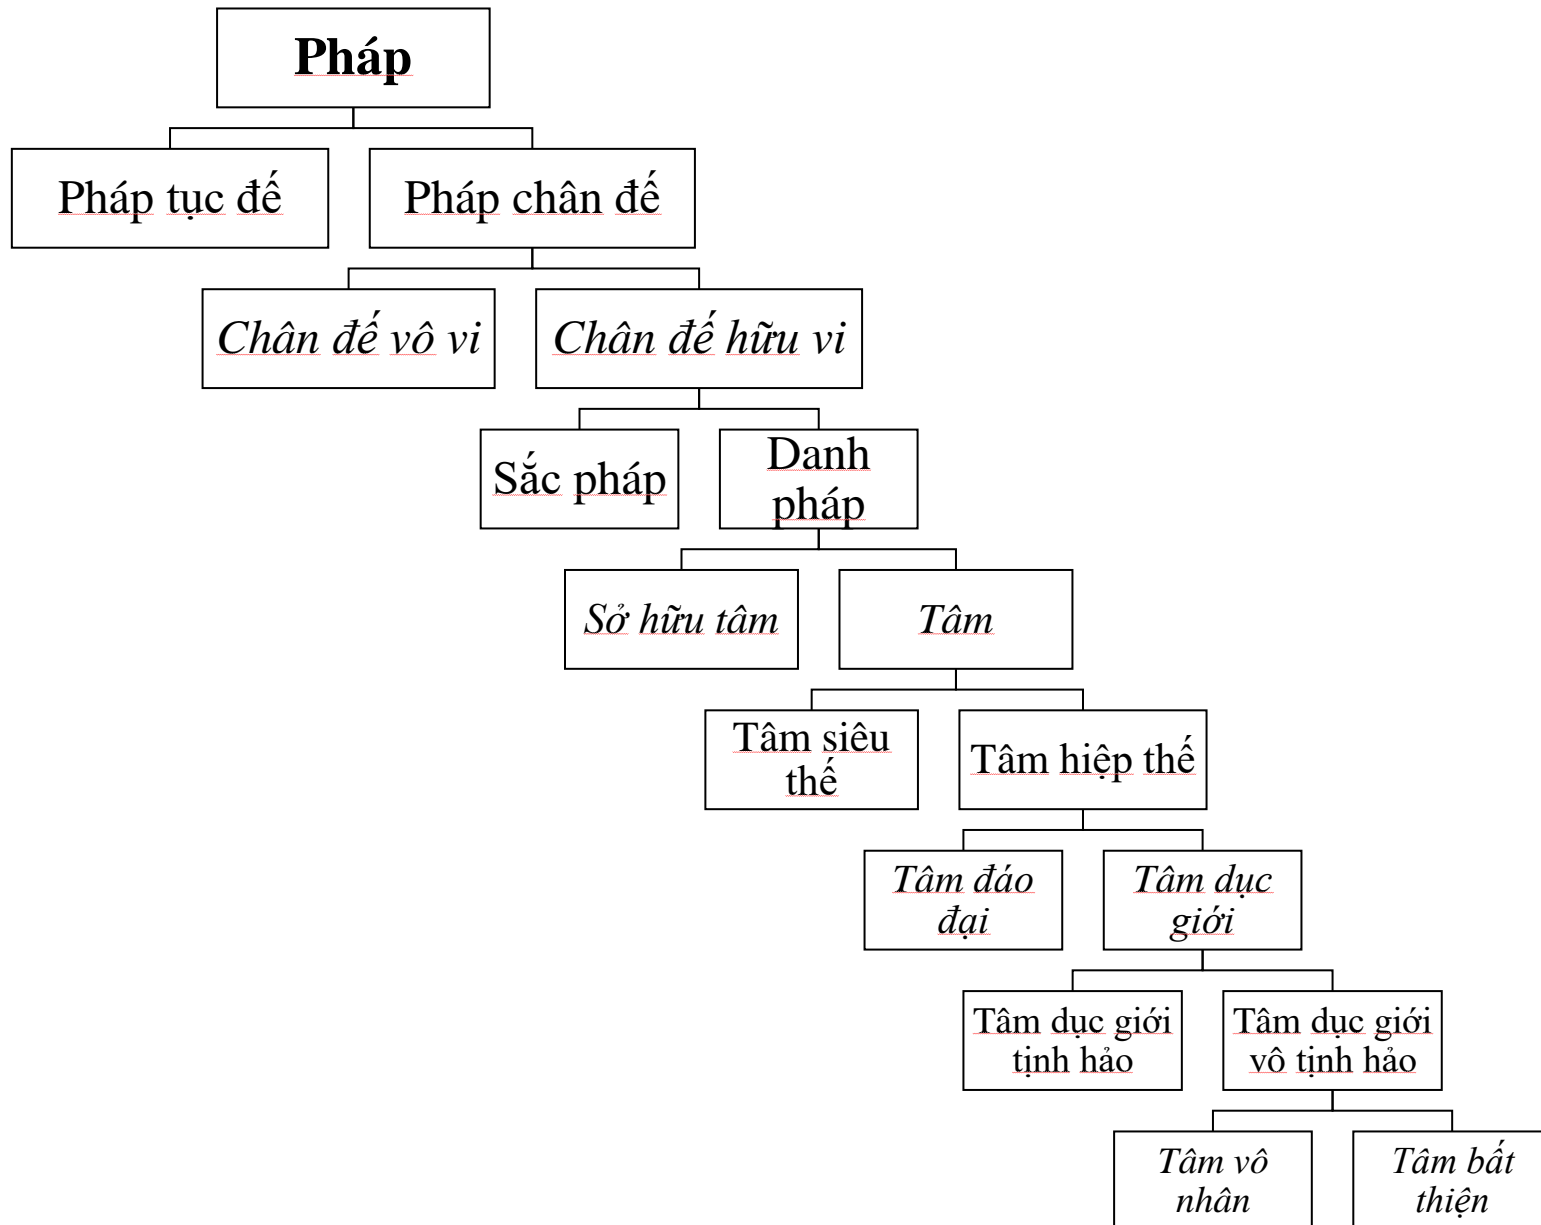 Pháp
Pháp tục đế
Pháp chân đế
Chân đế vô vi
Chân đế hữu vi
Sắc pháp
Danh
pháp
Sở hữu tâm
Tâm
Tâm siêu
thế
Tâm hiệp thế
Tâm đáo
đại
Tâm dục
giới
Tâm dục giới
tịnh hảo
Tâm dục giới
vô tịnh hảo
Tâm vô
nhân
Tâm bất
thiện